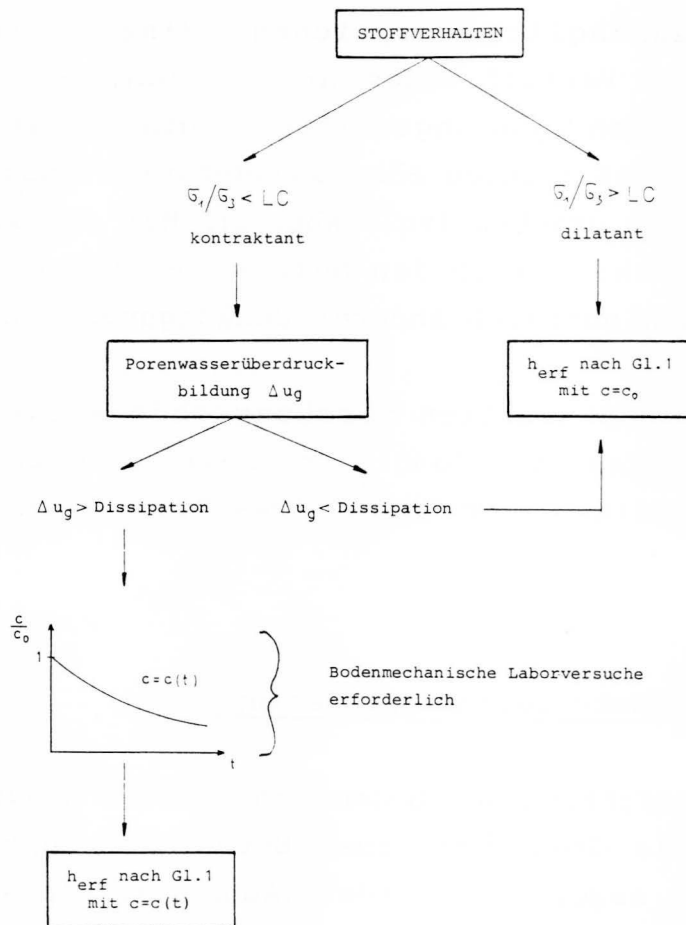 STOFFVERHALTEN
σ₁/σ₃ < LC
kontraktant
σ₁/σ₃ > LC
dilatant
Porenwasserüberdruck-
bildung Δug
herf nach Gl.1
mit c=c₀
Δug > Dissipation
Δug < Dissipation
c/c₀
1
c=c(t)
t
Bodenmechanische Laborversuche
erforderlich
herf nach Gl.1
mit c=c(t)